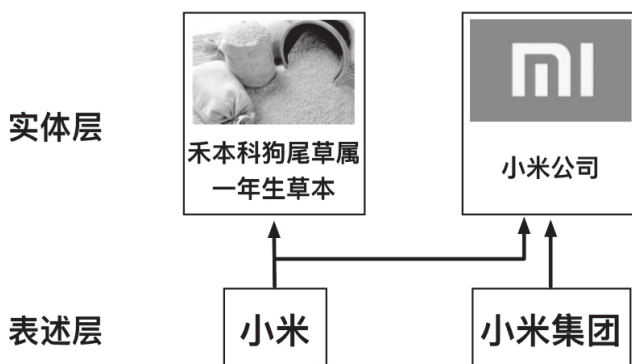 mi
实体层
禾本科狗尾草属
一年生草本
小米公司
表述层
小米
小米集团